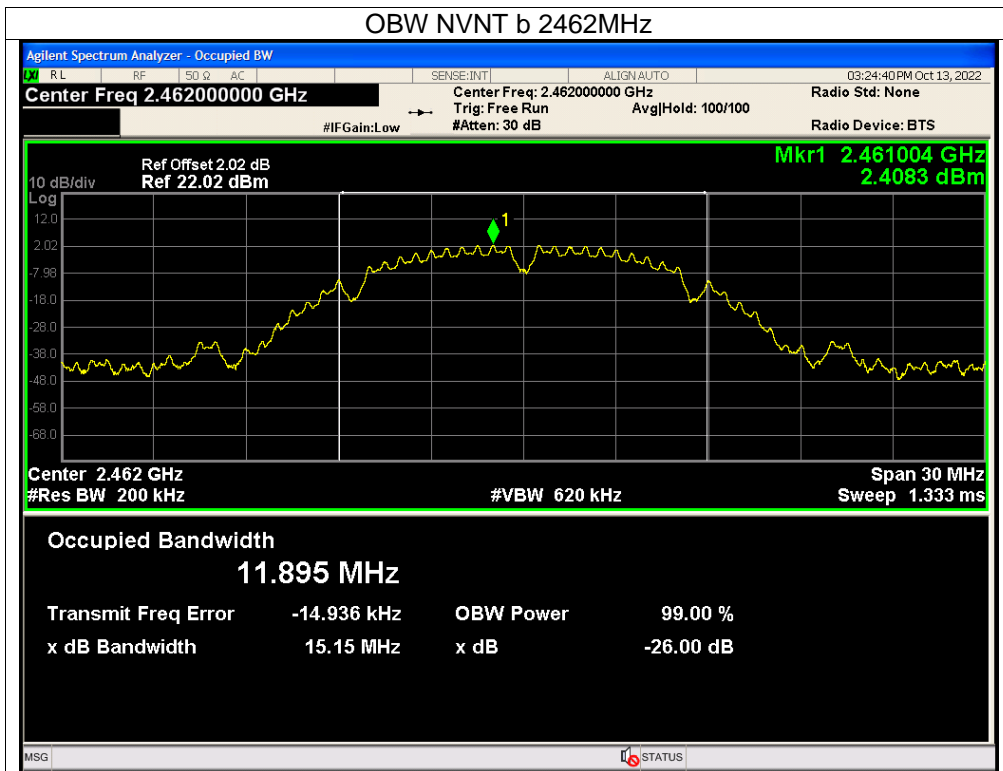 OBW NVNT b 2462MHz
Agilent Spectrum Analyzer - Occupied BW
LXI RL RF 50 Ω AC SENSE:INT ALIGN AUTO 03:24:40 PM Oct 13, 2022
Center Freq 2.462000000 GHz Center Freq: 2.462000000 GHz Radio Std: None
Trig: Free Run Avg|Hold: 100/100
#IFGain:Low #Atten: 30 dB Radio Device: BTS
Mkr1 2.461004 GHz
2.4083 dBm
Ref Offset 2.02 dB
10 dB/div Ref 22.02 dBm
Log
12.0
2.02
-7.98
-18.0
-28.0
-38.0
-48.0
-58.0
-68.0
1
Center 2.462 GHz Span 30 MHz
#Res BW 200 kHz #VBW 620 kHz Sweep 1.333 ms
Occupied Bandwidth
11.895 MHz
Transmit Freq Error -14.936 kHz OBW Power 99.00 %
x dB Bandwidth 15.15 MHz x dB -26.00 dB
MSG STATUS